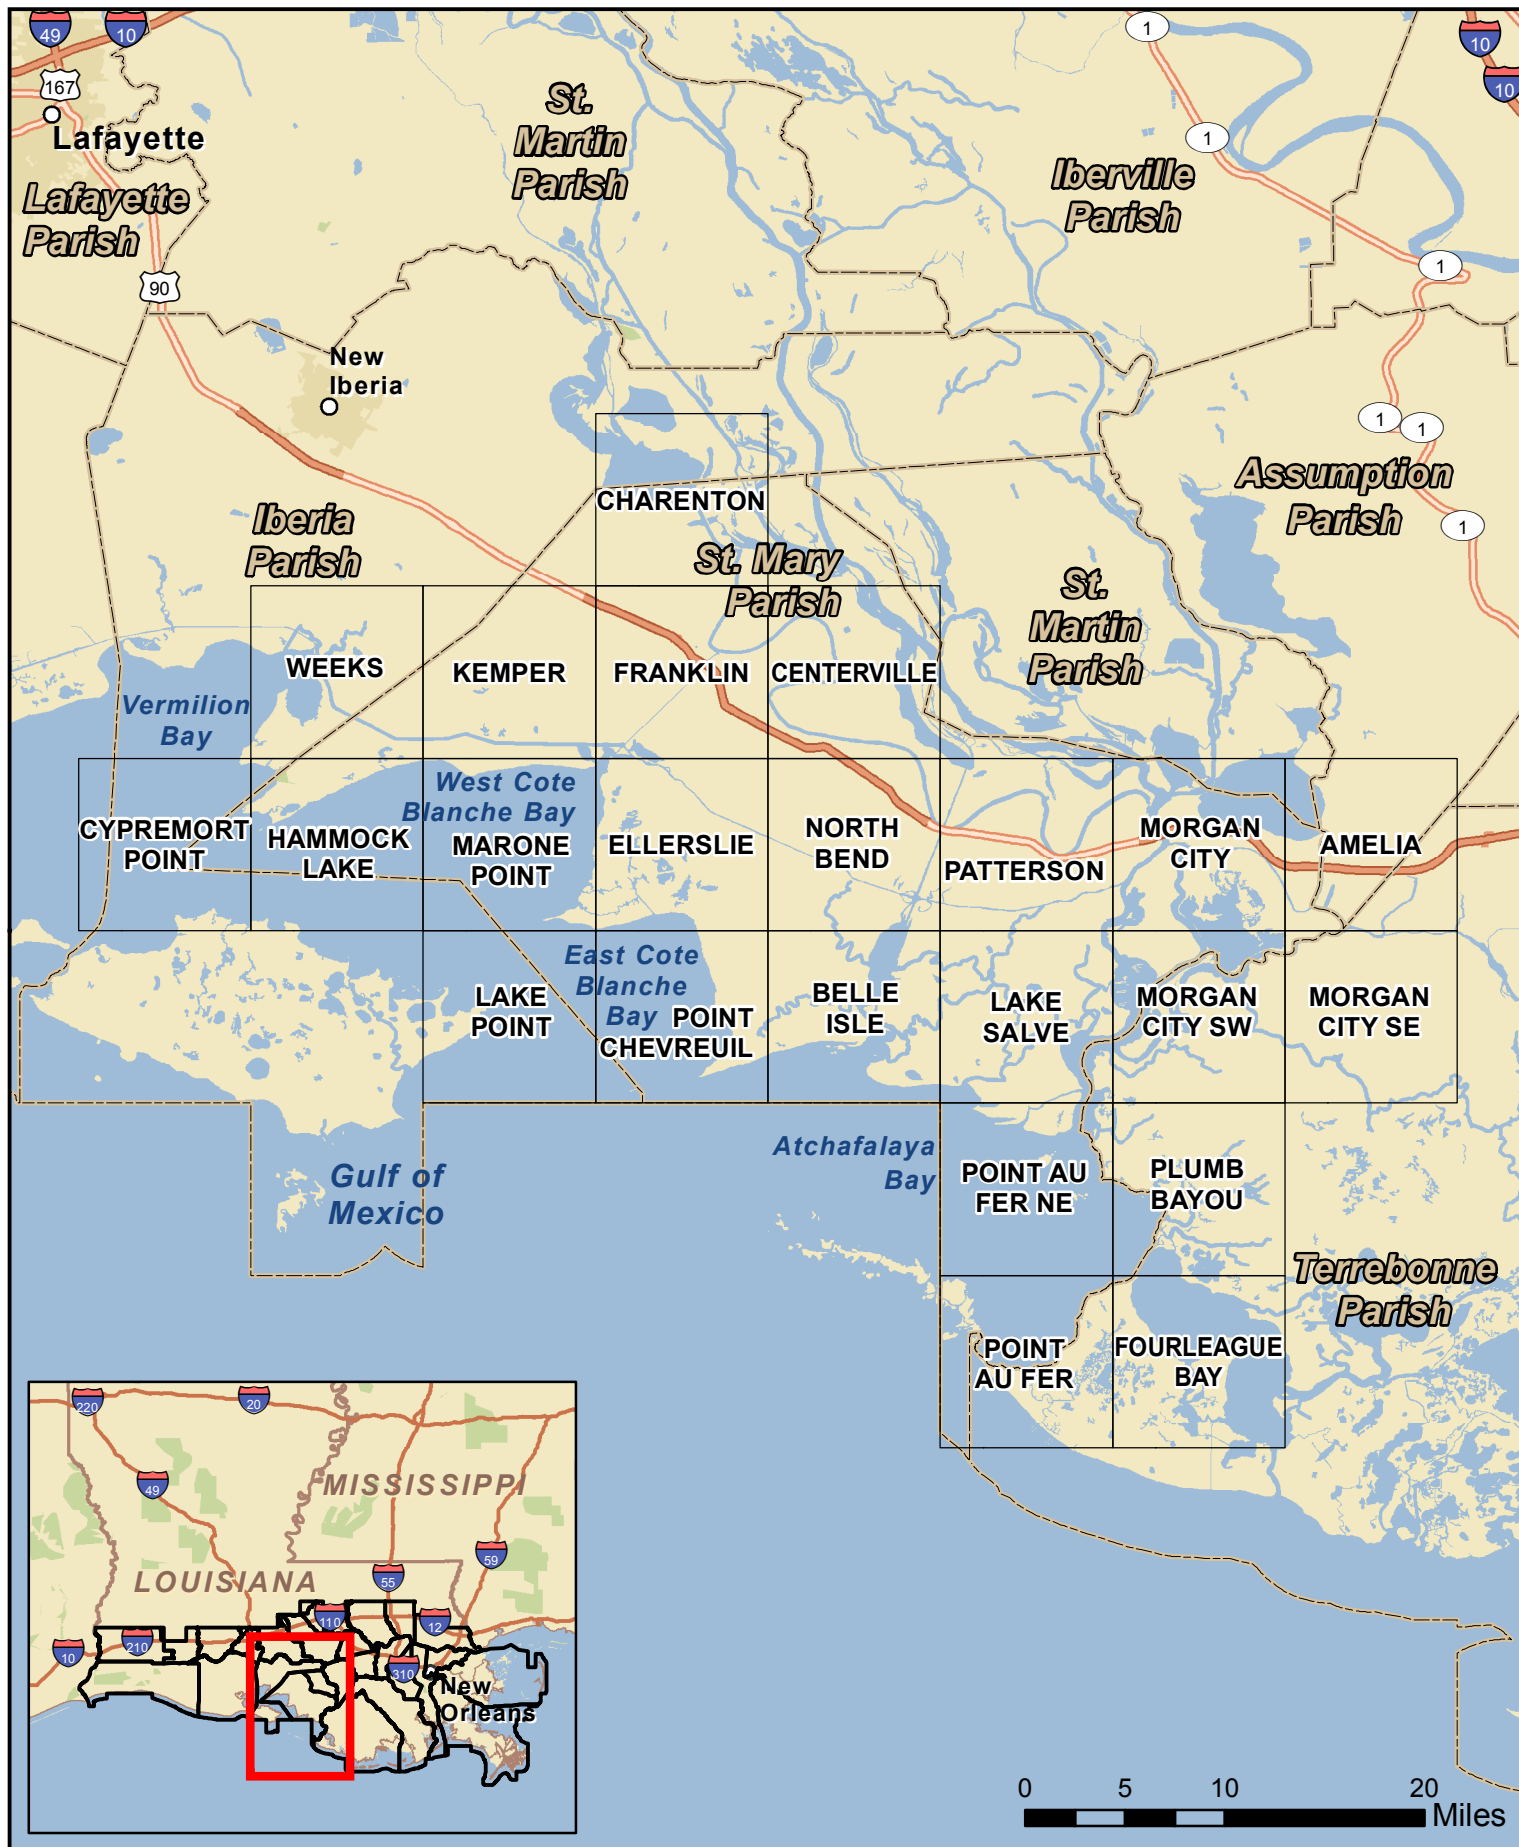 49
10
1
10
10
167
Lafayette
St.
Martin
Parish
1
Iberville
Parish
Lafayette
Parish
90
1
New
Iberia
1
1
Assumption
Parish
1
CHARENTON
Iberia
Parish
St. Mary
Parish
St.
Martin
Parish
WEEKS
KEMPER
FRANKLIN
CENTERVILLE
Vermilion
Bay
West Cote
Blanche Bay
CYPREMORT
POINT
HAMMOCK
LAKE
MARONE
POINT
ELLERSLIE
NORTH
BEND
PATTERSON
MORGAN
CITY
AMELIA
East Cote
Blanche
Bay
LAKE
POINT
POINT
CHEVREUIL
BELLE
ISLE
LAKE
SALVE
MORGAN
CITY SW
MORGAN
CITY SE
Atchafalaya
Bay
Gulf of
Mexico
POINT AU
FER NE
PLUMB
BAYOU
Terrebonne
Parish
POINT
AU FER
FOURLEAGUE
BAY
220
20
49
MISSISSIPPI
59
LOUISIANA
55
110
12
10
210
310
New
Orleans
0 5 10 20
Miles